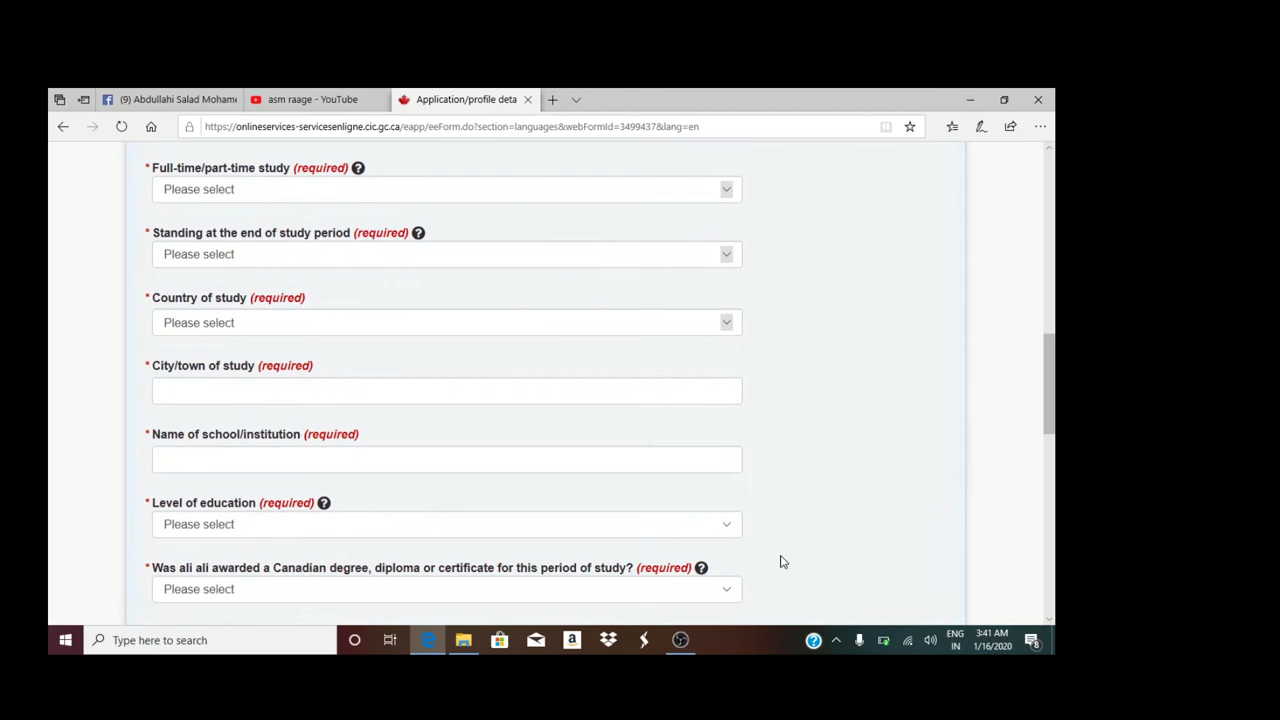 (9) Abdullahi Salad Mohame
asm raage - YouTube
Application/profile deta
https://onlineservices-servicesenligne.cic.gc.ca/eapp/eeForm.do?section=languages&webFormId=3499437&lang=en
* Full-time/part-time study (required) ?
Please select
* Standing at the end of study period (required) ?
Please select
* Country of study (required)
Please select
* City/town of study (required)
* Name of school/institution (required)
* Level of education (required) ?
Please select
* Was ali ali awarded a Canadian degree, diploma or certificate for this period of study? (required) ?
Please select
Type here to search
ENG
IN
3:41 AM
1/16/2020
8